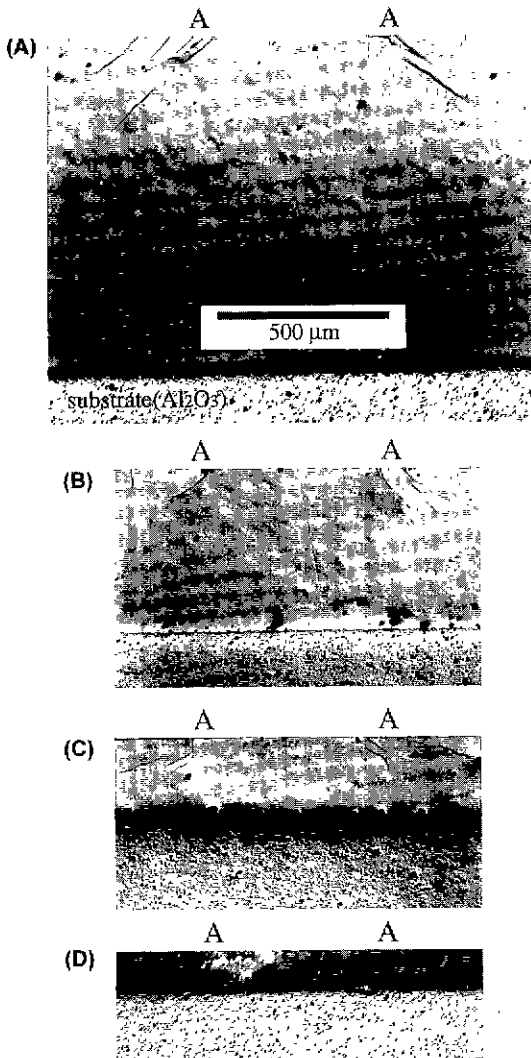 A A
(A)
500 μm
substrate(Al2O3)
A A
(B)
A A
(C)
A A
(D)